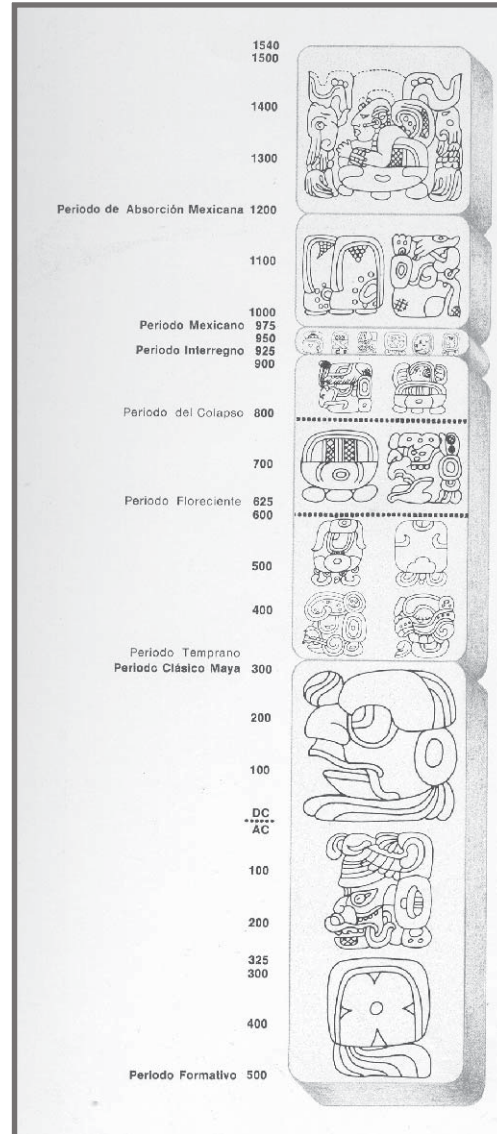 1540
1500
1400
1300
Periodo de Absorción Mexicana 1200
1100
1000
Periodo Mexicano 975
950
Periodo Interregno 925
900
Periodo del Colapso 800
700
Periodo Floreciente 625
600
500
400
Periodo Temprano
Periodo Clásico Maya 300
200
100
DC
AC
100
200
325
300
400
Periodo Formativo 500